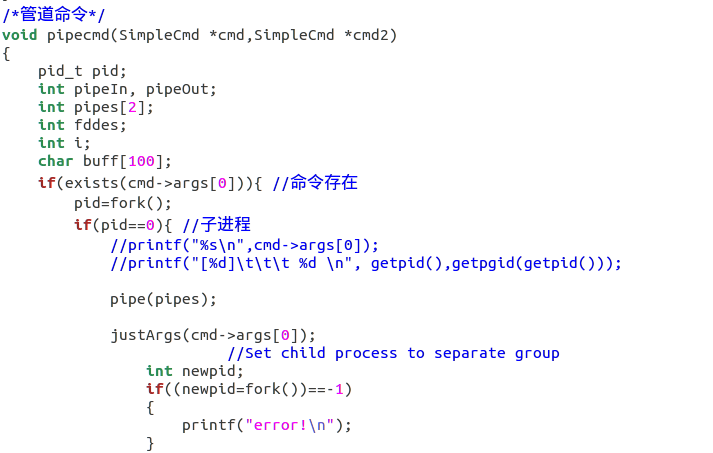 /*管道命令*/
void pipecmd(SimpleCmd *cmd,SimpleCmd *cmd2)
{
    pid_t pid;
    int pipeIn, pipeOut;
    int pipes[2];
    int fddes;
    int i;
    char buff[100];
    if(exists(cmd->args[0])){ //命令存在
        pid=fork();
        if(pid==0){ //子进程
            //printf("%s\n",cmd->args[0]);
            //printf("[%d]\t\t\t %d \n", getpid(),getpgid(getpid()));
            pipe(pipes);
            justArgs(cmd->args[0]);
                         //Set child process to separate group
                int newpid;
                if((newpid=fork())==-1)
                {
                    printf("error!\n");
                }